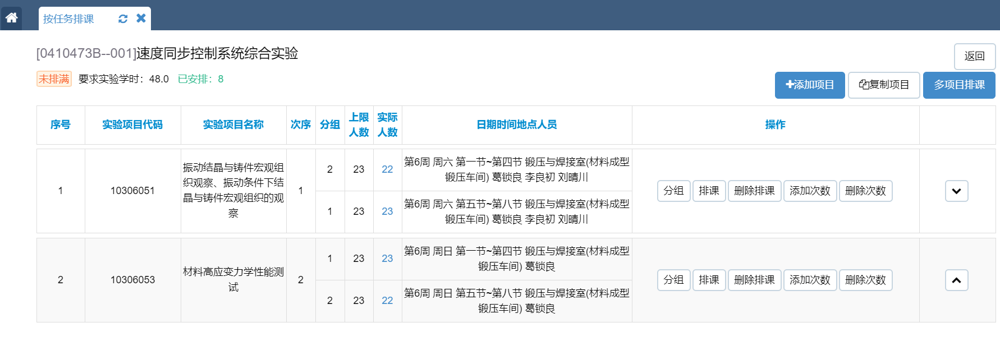 按任务排课
[0410473B--001]速度同步控制系统综合实验
返回
未排满 要求实验学时：48.0 已安排：8
添加项目 复制项目 多项目排课
序号 实验项目代码 实验项目名称 次序 分组 上限人数 实际人数 日期时间地点人员 操作
1
10306051
振动结晶与铸件宏观组
织观察、振动条件下结
晶与铸件宏观组织的观
察
1
2 23 22
第6周 周六 第一节~第四节 锻压与焊接室(材料成型
锻压车间) 葛锁良 李良初 刘晴川
1 23 23
第6周 周六 第五节~第八节 锻压与焊接室(材料成型
锻压车间) 葛锁良 李良初 刘晴川
分组 排课 删除排课 添加次数 删除次数
2
10306053
材料高应变力学性能测
试
2
1 23 23
第6周 周日 第一节~第四节 锻压与焊接室(材料成型
锻压车间) 葛锁良
2 23 22
第6周 周日 第五节~第八节 锻压与焊接室(材料成型
锻压车间) 葛锁良
分组 排课 删除排课 添加次数 删除次数